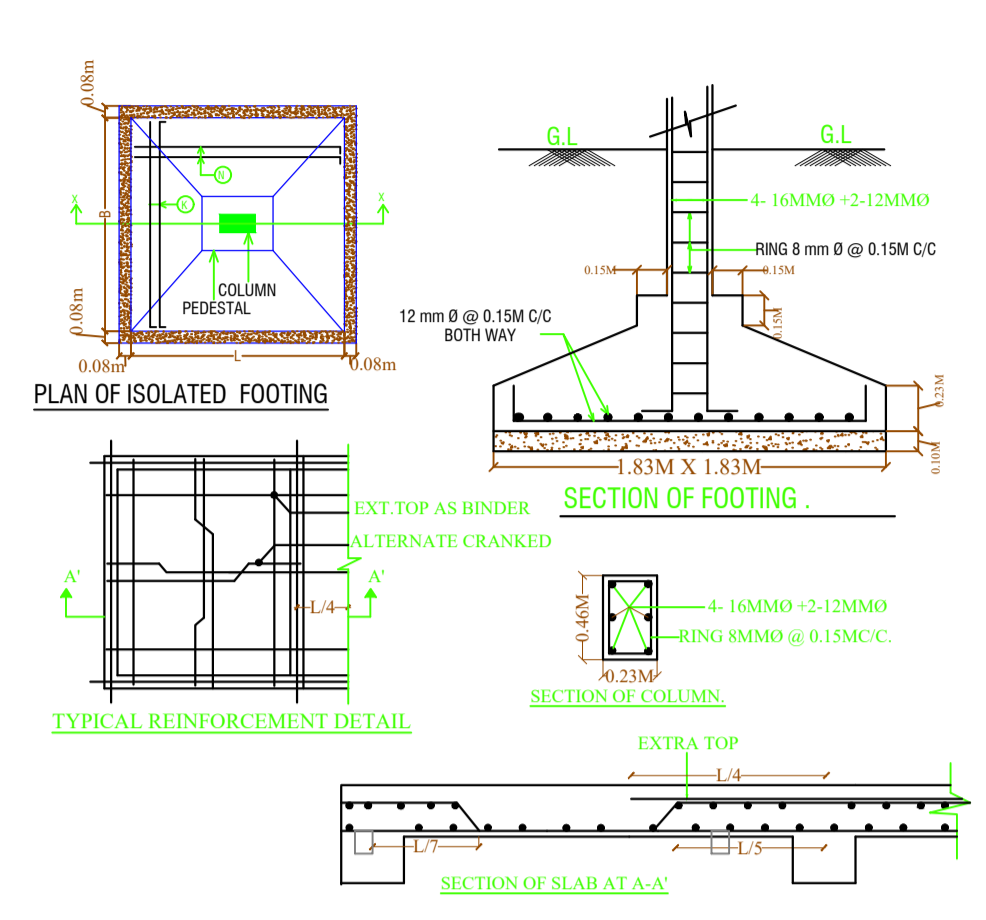 0.08m
N
K
X
X
B
COLUMN
PEDESTAL
0.08m
0.08m
L
0.08m
PLAN OF ISOLATED FOOTING
G.L
G.L
4- 16MMØ +2-12MMØ
RING 8 mm Ø @ 0.15M C/C
0.15M
0.15M
0.15M
12 mm Ø @ 0.15M C/C
BOTH WAY
0.23M
0.10M
1.83M X 1.83M
SECTION OF FOOTING .
EXT.TOP AS BINDER
ALTERNATE CRANKED
A'
A'
L/4
TYPICAL REINFORCEMENT DETAIL
0.46M
4- 16MMØ +2-12MMØ
RING 8MMØ @ 0.15MC/C.
0.23M
SECTION OF COLUMN.
EXTRA TOP
L/4
L/7
L/5
SECTION OF SLAB AT A-A'